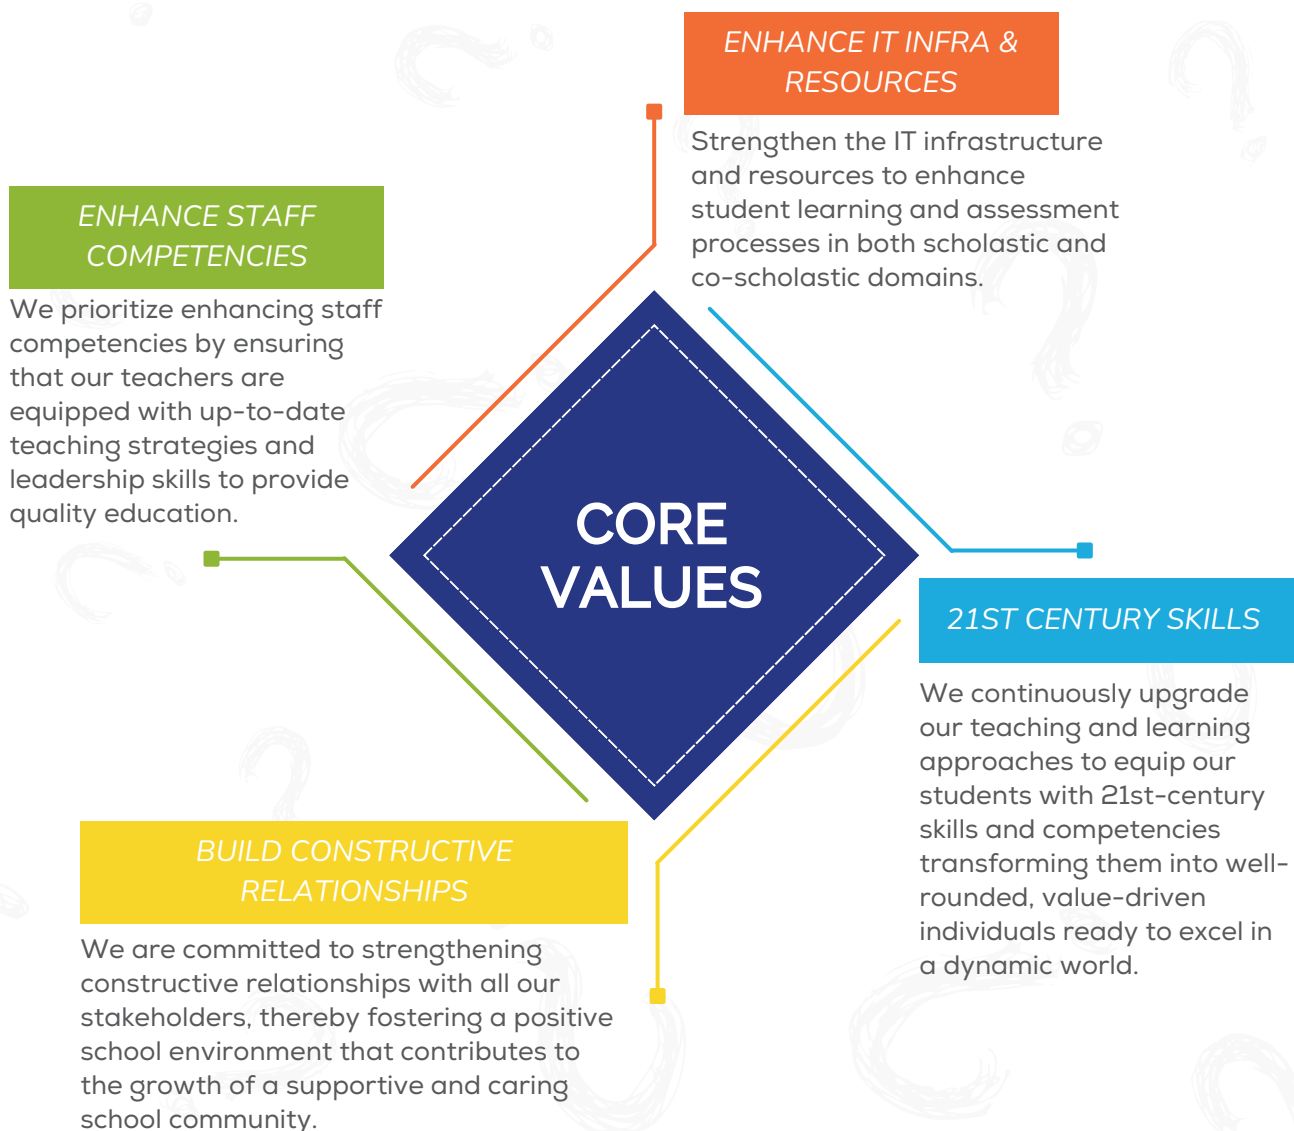 ENHANCE IT INFRA &
RESOURCES
Strengthen the IT infrastructure
and resources to enhance
student learning and assessment
processes in both scholastic and
co-scholastic domains.
ENHANCE STAFF
COMPETENCIES
We prioritize enhancing staff
competencies by ensuring
that our teachers are
equipped with up-to-date
teaching strategies and
leadership skills to provide
quality education.
CORE
VALUES
21ST CENTURY SKILLS
We continuously upgrade
our teaching and learning
approaches to equip our
students with 21st-century
skills and competencies
transforming them into well-
rounded, value-driven
individuals ready to excel in
a dynamic world.
BUILD CONSTRUCTIVE
RELATIONSHIPS
We are committed to strengthening
constructive relationships with all our
stakeholders, thereby fostering a positive
school environment that contributes to
the growth of a supportive and caring
school community.